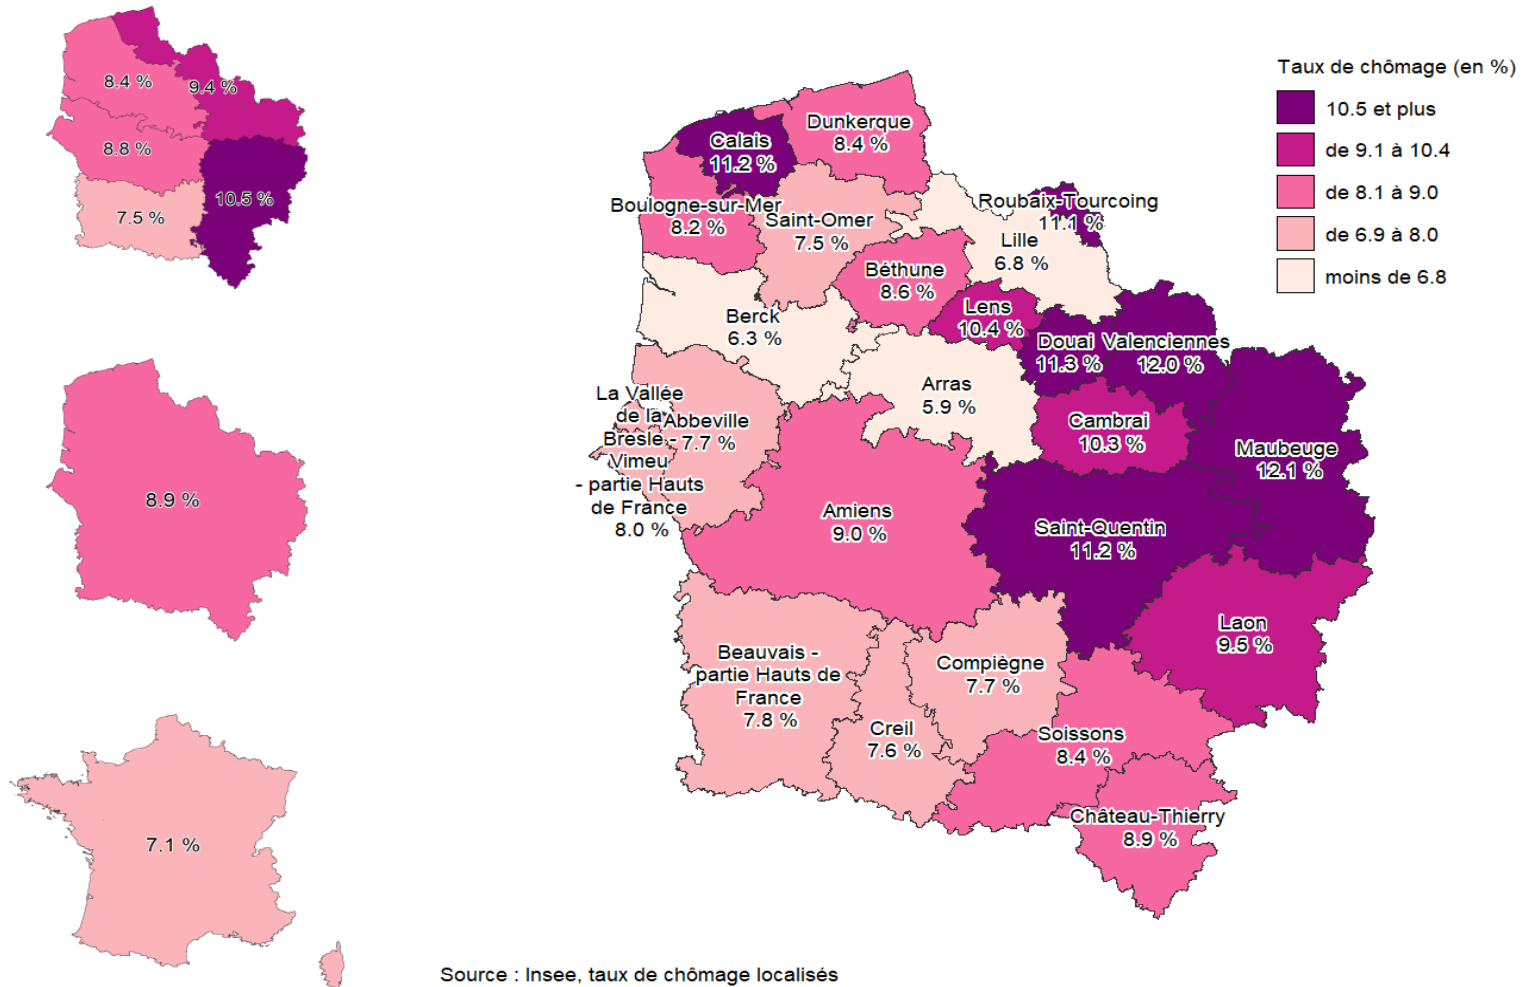 8.4 %
9.4 %
8.8 %
10.5 %
7.5 %
8.9 %
7.1 %
Taux de chômage (en %)
10.5 et plus
de 9.1 à 10.4
de 8.1 à 9.0
de 6.9 à 8.0
moins de 6.8
Dunkerque
8.4 %
Calais
11.2 %
Boulogne-sur-Mer
8.2 %
Saint-Omer
7.5 %
Roubaix-Tourcoing
11.1 %
Lille
6.8 %
Béthune
8.6 %
Lens
10.4 %
Berck
6.3 %
Douai
11.3 %
Valenciennes
12.0 %
Arras
5.9 %
Cambrai
10.3 %
Maubeuge
12.1 %
La Vallée
de la
Bresle -
Vimeu
- partie Hauts
de France
8.0 %
Abbeville
7.7 %
Amiens
9.0 %
Saint-Quentin
11.2 %
Laon
9.5 %
Beauvais -
partie Hauts de
France
7.8 %
Compiègne
7.7 %
Creil
7.6 %
Soissons
8.4 %
Château-Thierry
8.9 %
Source : Insee, taux de chômage localisés